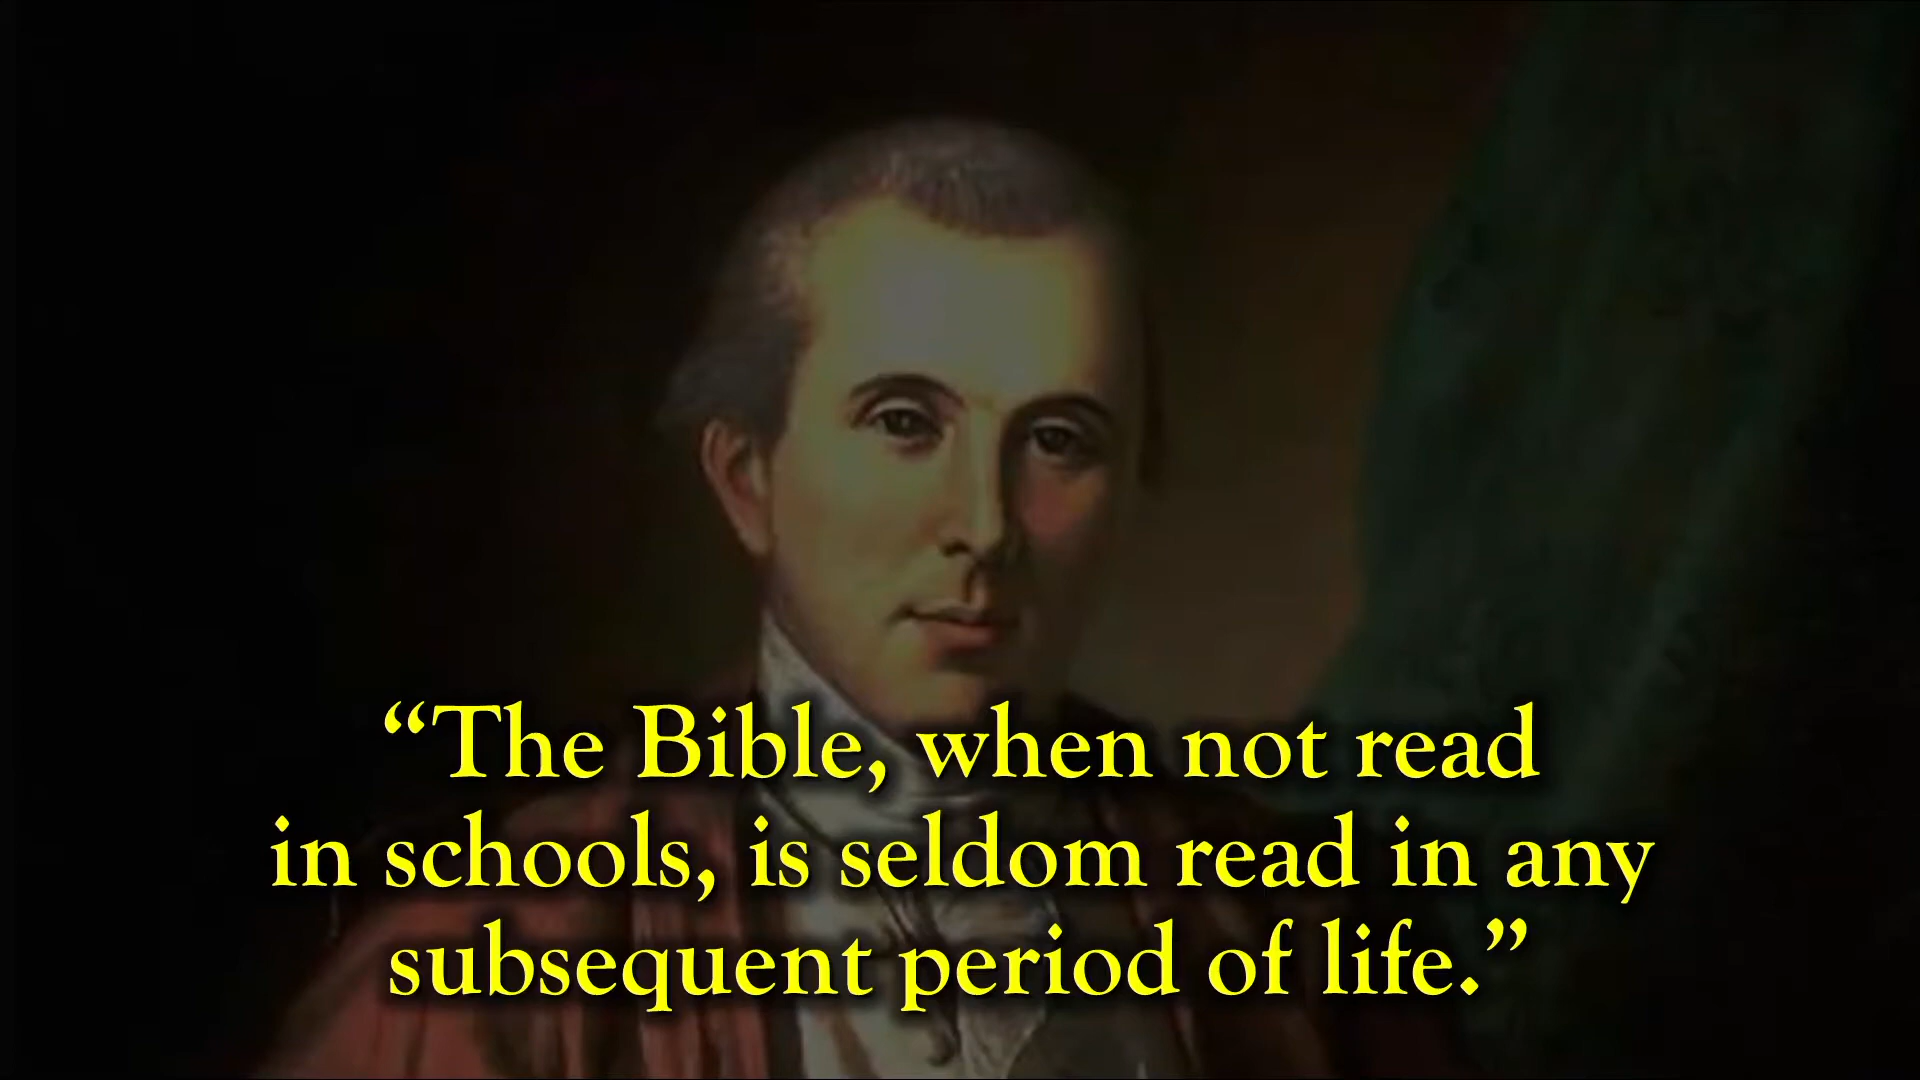 “The Bible, when not read
in schools, is seldom read in any
subsequent period of life.”